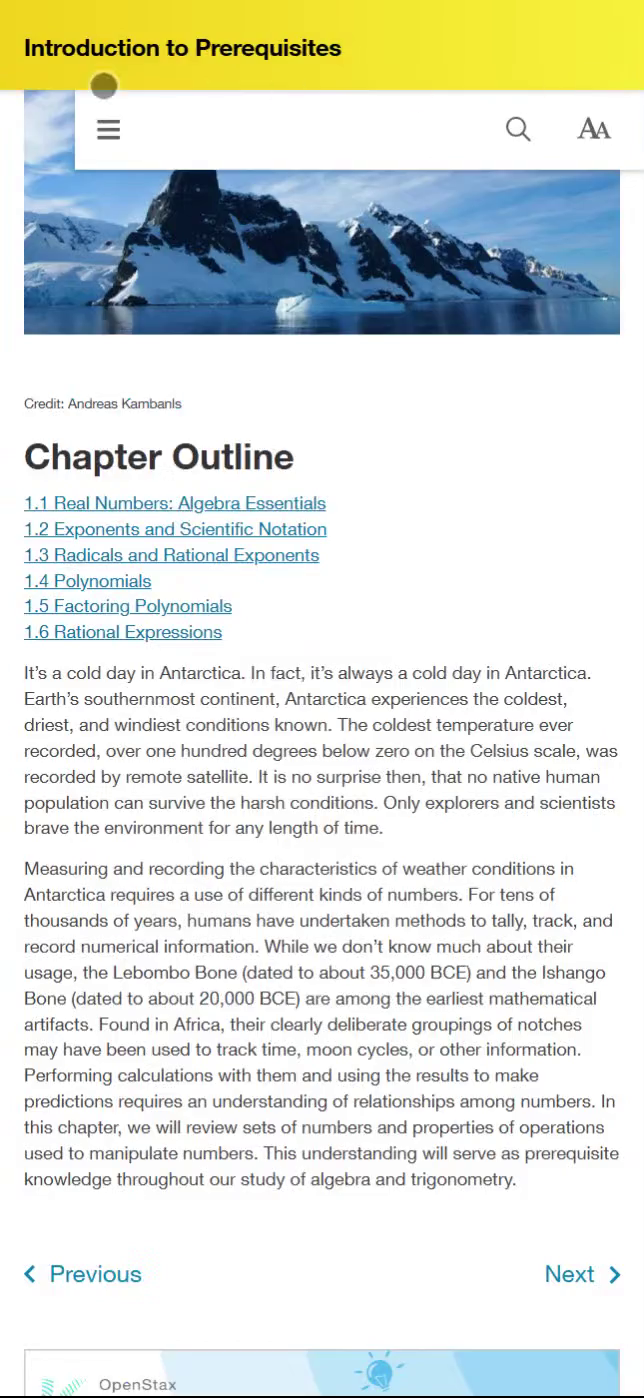 Introduction to Prerequisites
AA
Credit: Andreas Kambanls
Chapter Outline
1.1 Real Numbers: Algebra Essentials
1.2 Exponents and Scientific Notation
1.3 Radicals and Rational Exponents
1.4 Polynomials
1.5 Factoring Polynomials
1.6 Rational Expressions
It’s a cold day in Antarctica. In fact, it’s always a cold day in Antarctica.
Earth’s southernmost continent, Antarctica experiences the coldest,
driest, and windiest conditions known. The coldest temperature ever
recorded, over one hundred degrees below zero on the Celsius scale, was
recorded by remote satellite. It is no surprise then, that no native human
population can survive the harsh conditions. Only explorers and scientists
brave the environment for any length of time.
Measuring and recording the characteristics of weather conditions in
Antarctica requires a use of different kinds of numbers. For tens of
thousands of years, humans have undertaken methods to tally, track, and
record numerical information. While we don’t know much about their
usage, the Lebombo Bone (dated to about 35,000 BCE) and the Ishango
Bone (dated to about 20,000 BCE) are among the earliest mathematical
artifacts. Found in Africa, their clearly deliberate groupings of notches
may have been used to track time, moon cycles, or other information.
Performing calculations with them and using the results to make
predictions requires an understanding of relationships among numbers. In
this chapter, we will review sets of numbers and properties of operations
used to manipulate numbers. This understanding will serve as prerequisite
knowledge throughout our study of algebra and trigonometry.
Previous
Next
OpenStax